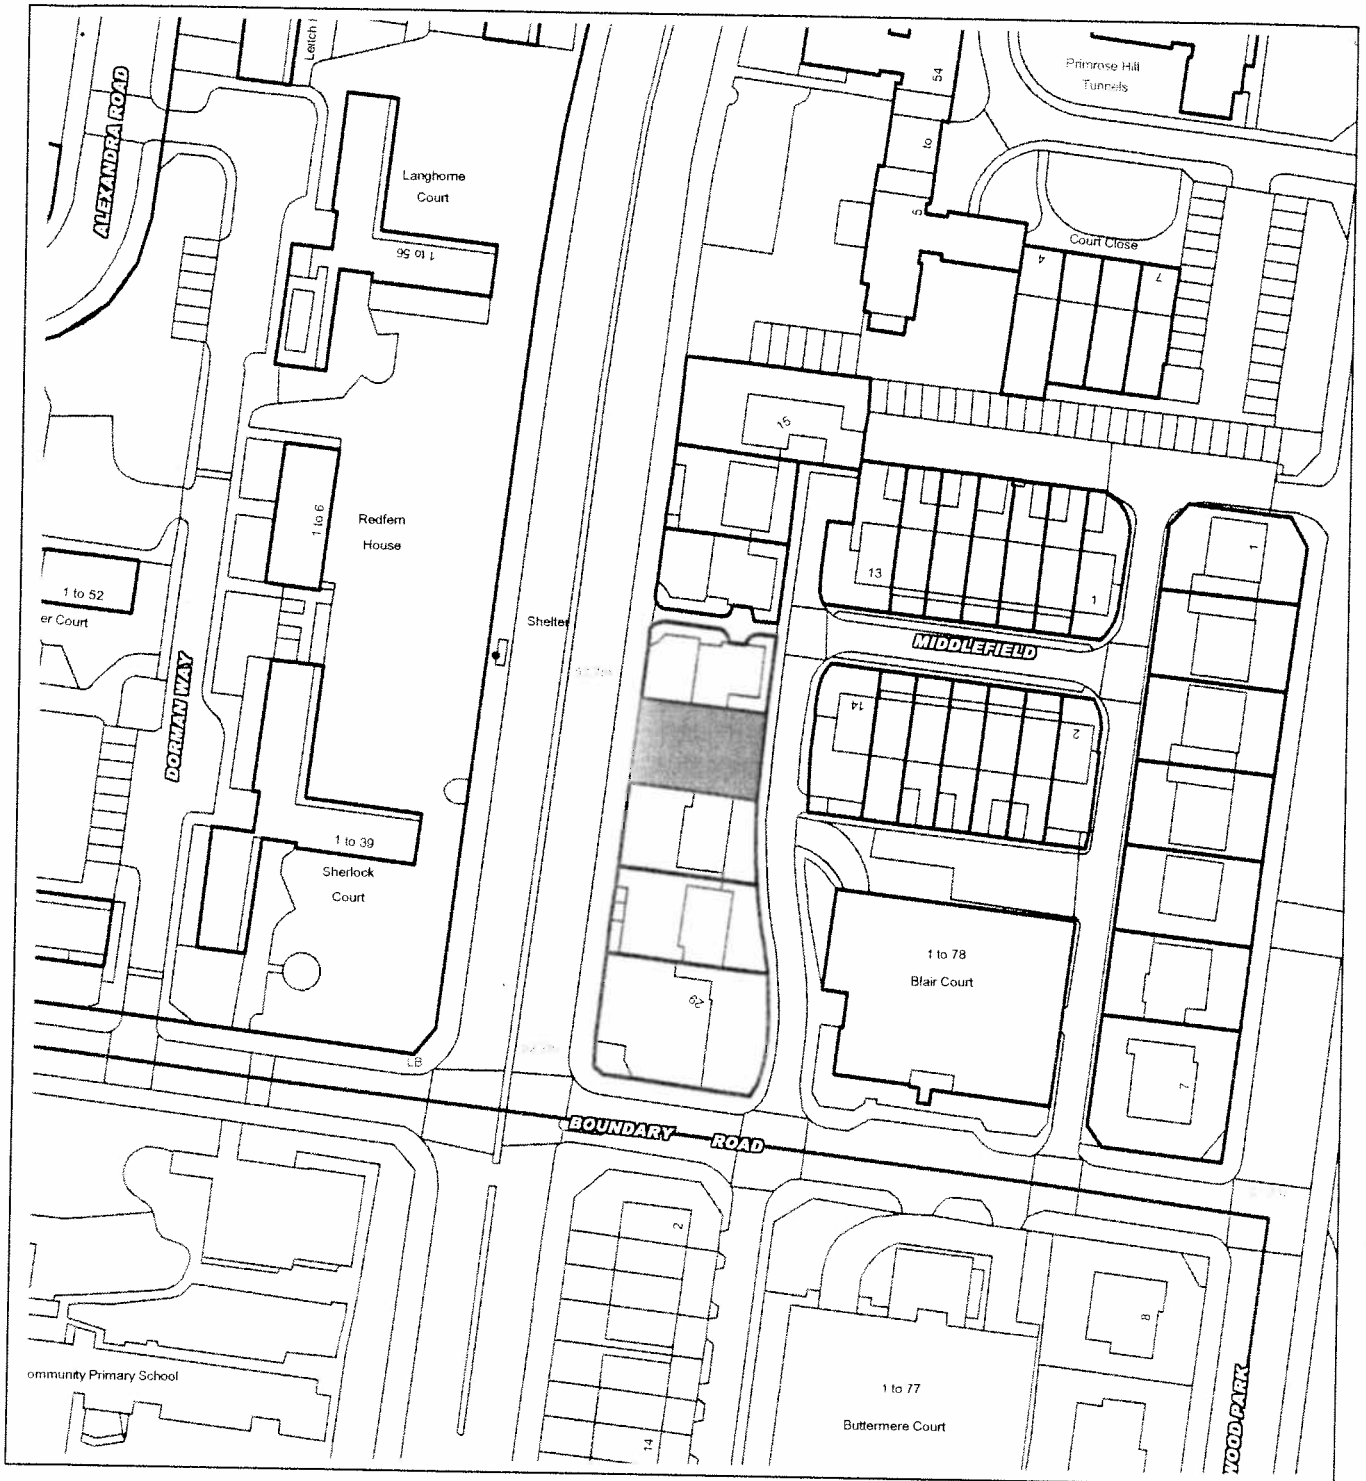 ALEXANDRA ROAD
Primrose Hill
Tunnels
54
to
5
Langhorne
Court
1 to 56
Court Close
4
7
15
1 to 6
Redfern
House
13
1
1
1 to 52
er Court
Shelter
MIDDLEFIELD
DORMAN WAY
14
2
1 to 39
Sherlock
Court
1 to 78
Blair Court
29
7
LB
BOUNDARY ROAD
2
8
ommunity Primary School
1 to 77
Buttermere Court
14
WOOD PARK